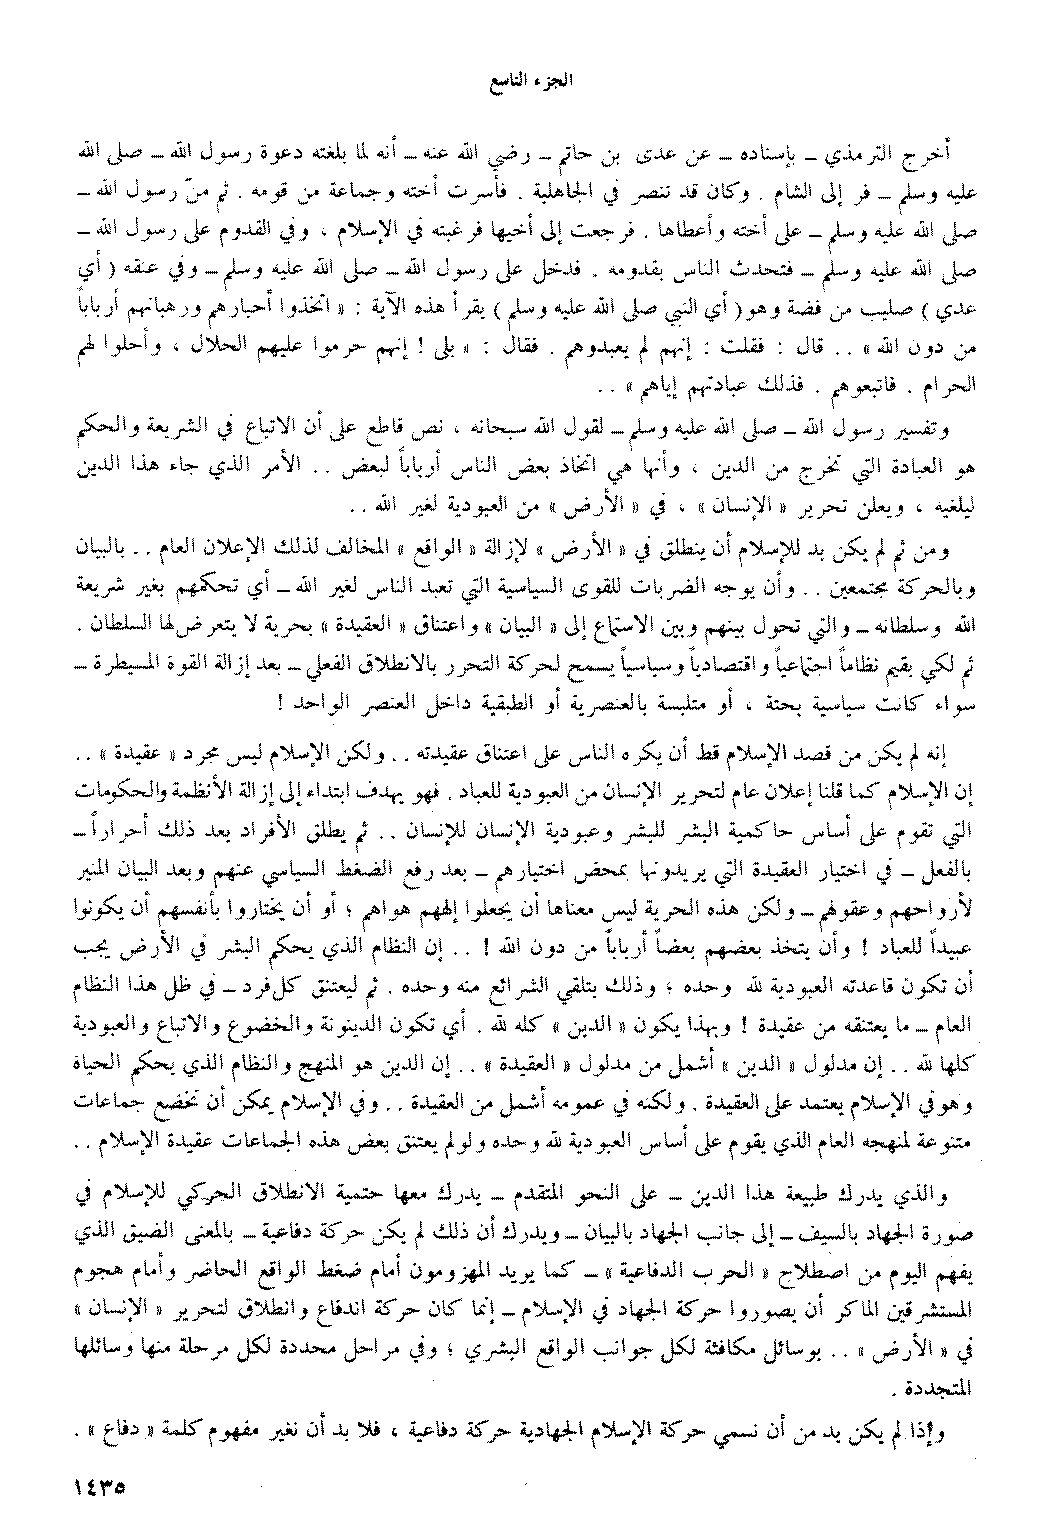 الجزء التاسع
أخرج الترمذي – بإسناده – عن عدى بن حاتم – رضي الله عنه – أنه لما بلغته دعوة رسول الله – صلى الله
عليه وسلم – فر إلى الشام . وكان قد تنصر في الجاهلية . فأسرت أخته وجماعة من قومه . ثم منّ رسول الله –
صلى الله عليه وسلم – على أخته وأعطاها . فرجعت إلى أخيها فرغبته في الإسلام ، وفي القدوم على رسول الله –
صلى الله عليه وسلم – فتحدث الناس بقدومه . فدخل على رسول الله – صلى الله عليه وسلم – وفي عنقه ( أي
عدي ) صليب من فضة وهو ( أي النبي صلى الله عليه وسلم ) يقرأ هذه الآية : « اتخذوا أحبارهم ورهبانهم أرباباً
من دون الله » .. قال : فقلت : إنهم لم يعبدوهم . فقال : « بلى ! إنهم حرموا عليهم الحلال ، وأحلوا لهم
الحرام . فاتبعوهم . فذلك عبادتهم إياهم » ..
وتفسير رسول الله – صلى الله عليه وسلم – لقول الله سبحانه ، نص قاطع على أن الاتباع في الشريعة والحكم
هو العبادة التي تخرج من الدين ، وأنها هي اتخاذ بعض الناس أرباباً لبعض .. الأمر الذي جاء هذا الدين
ليلغيه ، ويعلن تحرير « الإنسان » ، في « الأرض » من العبودية لغير الله ..
ومن ثم لم يكن بد للإسلام أن ينطلق في « الأرض » لإزالة « الواقع » المخالف لذلك الإعلان العام .. بالبيان
وبالحركة مجتمعين .. وأن يوجه الضربات للقوى السياسية التي تعبد الناس لغير الله – أي تحكمهم بغير شريعة
الله وسلطانه – والتي تحول بينهم وبين الاستماع إلى « البيان » واعتناق « العقيدة » بحرية لا يتعرض لها السلطان .
ثم لكي يقيم نظاماً اجتماعياً واقتصادياً وسياسياً يسمح لحركة التحرر بالانطلاق الفعلي – بعد إزالة القوة المسيطرة –
سواء كانت سياسية بحتة ، أو متلبسة بالعنصرية أو الطبقية داخل العنصر الواحد !
إنه لم يكن من قصد الإسلام قط أن يكره الناس على اعتناق عقيدته .. ولكن الإسلام ليس مجرد « عقيدة » ..
إن الإسلام كما قلنا إعلان عام لتحرير الإنسان من العبودية للعباد . فهو يهدف ابتداء إلى إزالة الأنظمة والحكومات
التي تقوم على أساس حاكمية البشر للبشر وعبودية الإنسان للإنسان .. ثم يطلق الأفراد بعد ذلك أحراراً –
بالفعل – في اختيار العقيدة التي يريدونها بمحض اختيارهم – بعد رفع الضغط السياسي عنهم وبعد البيان المنير
لأرواحهم وعقولهم – ولكن هذه الحرية ليس معناها أن يجعلوا إلههم هواهم ؛ أو أن يختاروا بأنفسهم أن يكونوا
عبيداً للعباد ! وأن يتخذ بعضهم بعضاً أرباباً من دون الله ! .. إن النظام الذي يحكم البشر في الأرض يجب
أن تكون قاعدته العبودية لله وحده ؛ وذلك بتلقي الشرائع منه وحده . ثم ليعتنق كل فرد – في ظل هذا النظام
العام – ما يعتنقه من عقيدة ! وبهذا يكون « الدين » كله لله . أي تكون الدينونة والخضوع والاتباع والعبودية
كلها لله .. إن مدلول « الدين » أشمل من مدلول « العقيدة » .. إن الدين هو المنهج والنظام الذي يحكم الحياة
وهو في الإسلام يعتمد على العقيدة . ولكنه في عمومه أشمل من العقيدة .. وفي الإسلام يمكن أن تخضع جماعات
متنوعة لمنهجه العام الذي يقوم على أساس العبودية لله وحده ولو لم يعتنق بعض هذه الجماعات عقيدة الإسلام ..
والذي يدرك طبيعة هذا الدين – على النحو المتقدم – يدرك معها حتمية الانطلاق الحركي للإسلام في
صورة الجهاد بالسيف – إلى جانب الجهاد بالبيان – ويدرك أن ذلك لم يكن حركة دفاعية – بالمعنى الضيق الذي
يفهم اليوم من اصطلاح « الحرب الدفاعية » – كما يريد المهزومون أمام ضغط الواقع الحاضر وأمام هجوم
المستشرقين الماكر أن يصوروا حركة الجهاد في الإسلام – إنما كان حركة اندفاع وانطلاق لتحرير « الإنسان »
في « الأرض » .. بوسائل مكافئة لكل جوانب الواقع البشري ؛ وفي مراحل محددة لكل مرحلة منها وسائلها
المتجددة .
وإذا لم يكن بد من أن نسمي حركة الإسلام الجهادية حركة دفاعية ، فلا بد أن نغير مفهوم كلمة « دفاع » .
١٤٣٥